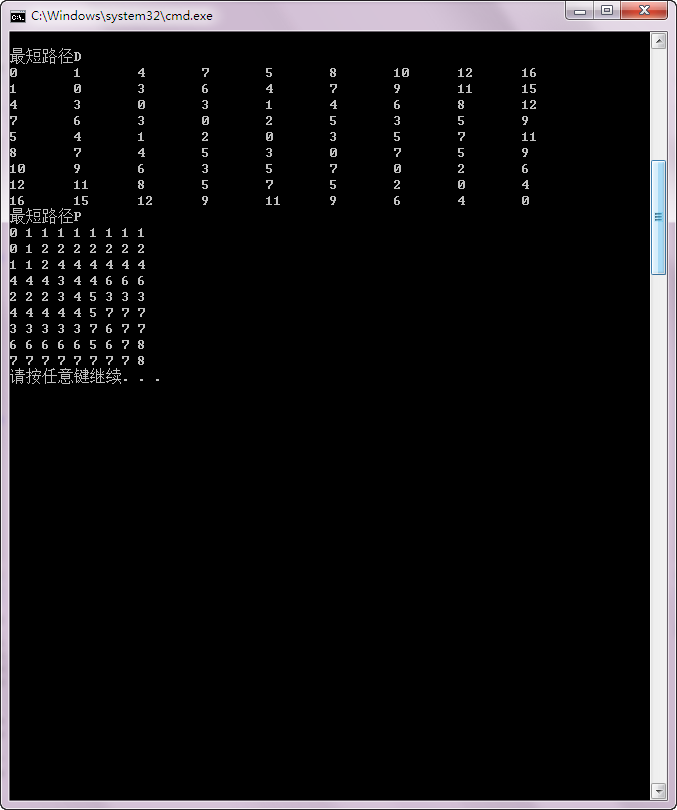 C:\Windows\system32\cmd.exe
最短路径D
0 1 4 7 5 8 10 12 16
1 0 3 6 4 7 9 11 15
4 3 0 3 1 4 6 8 12
7 6 3 0 2 5 3 5 9
5 4 1 2 0 3 5 7 11
8 7 4 5 3 0 7 5 9
10 9 6 3 5 7 0 2 6
12 11 8 5 7 5 2 0 4
16 15 12 9 11 9 6 4 0
最短路径P
0 1 1 1 1 1 1 1 1
0 1 2 2 2 2 2 2 2
1 1 2 4 4 4 4 4 4
4 4 4 3 4 4 6 6 6
2 2 2 3 4 5 3 3 3
4 4 4 4 4 5 7 7 7
3 3 3 3 3 7 6 7 7
6 6 6 6 6 5 6 7 8
7 7 7 7 7 7 7 7 8
请按任意键继续. . .